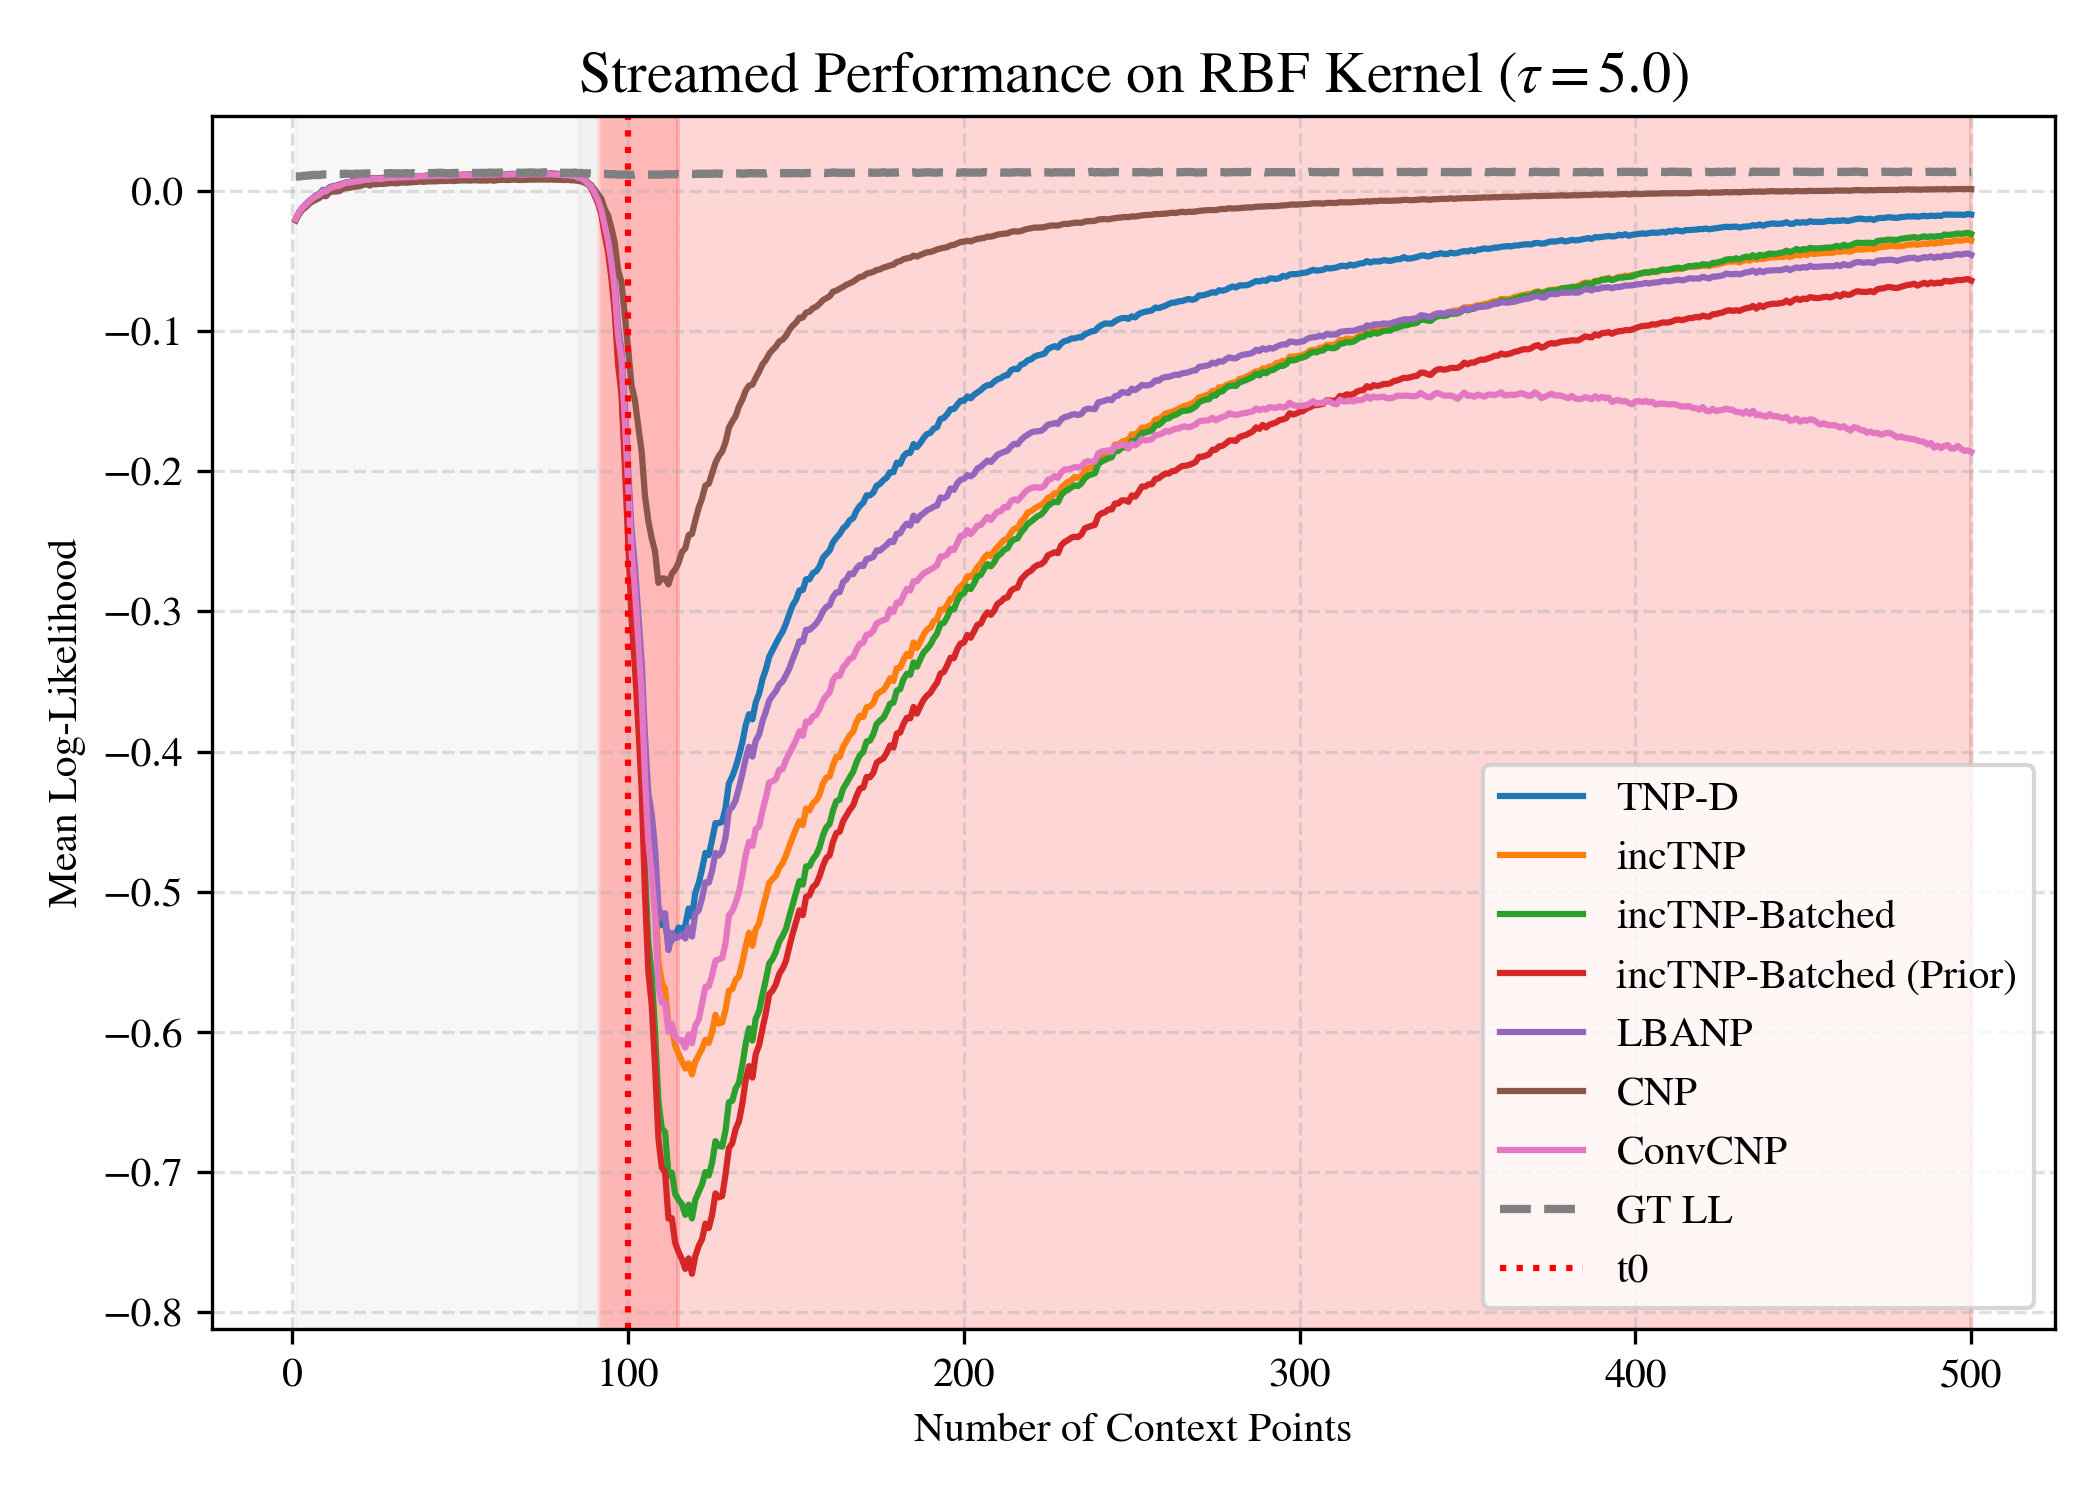 Streamed Performance on RBF Kernel (τ = 5.0)
Mean Log-Likelihood
0.0
−0.1
−0.2
−0.3
−0.4
−0.5
−0.6
−0.7
−0.8
TNP-D
incTNP
incTNP-Batched
incTNP-Batched (Prior)
LBANP
CNP
ConvCNP
GT LL
t0
0 100 200 300 400 500
Number of Context Points